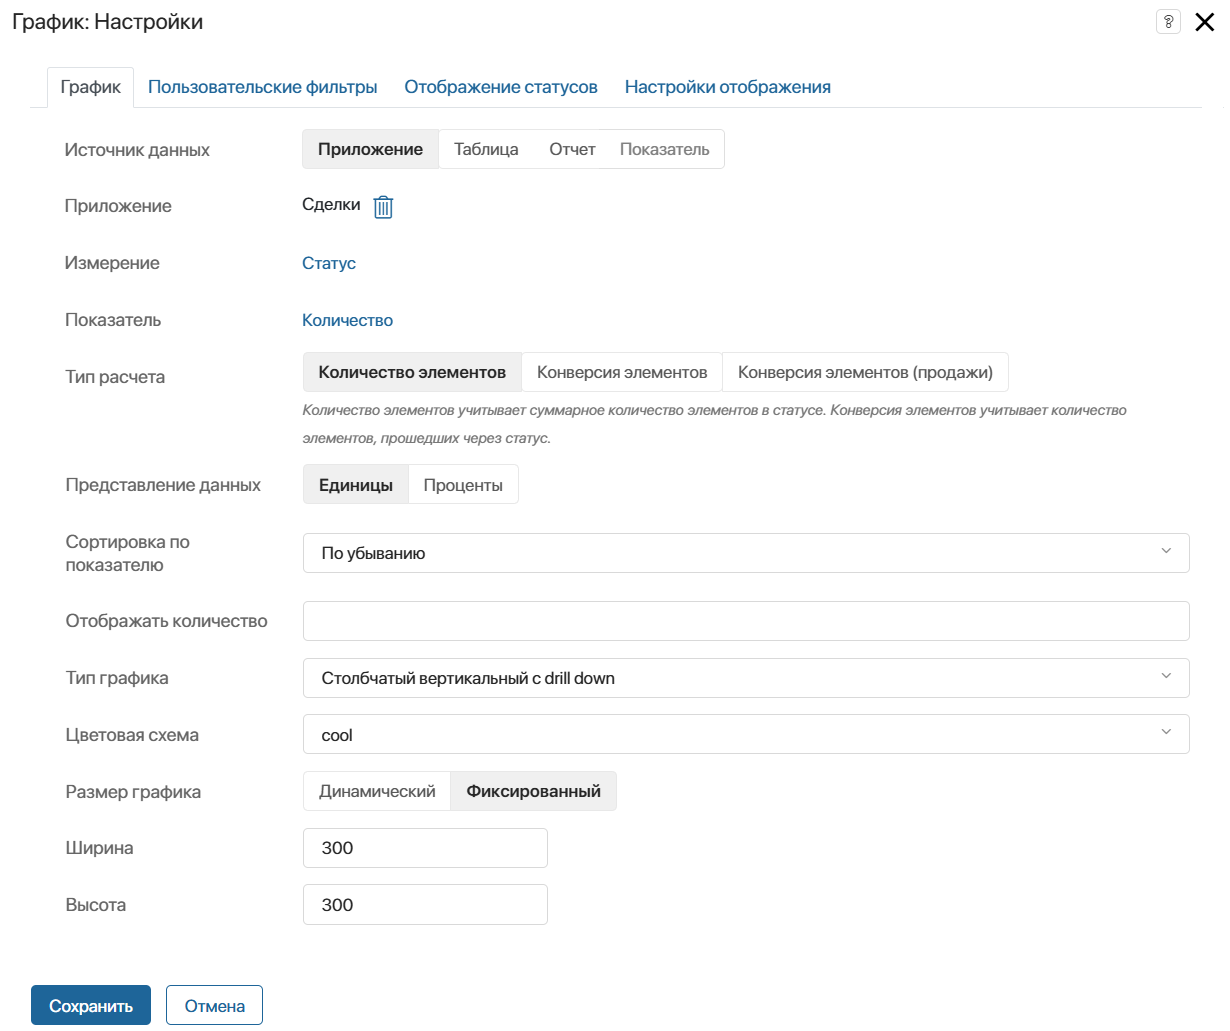 График: Настройки ?
График Пользовательские фильтры Отображение статусов Настройки отображения
Источник данных Приложение Таблица Отчет Показатель
Приложение Сделки
Измерение Статус
Показатель Количество
Тип расчета Количество элементов Конверсия элементов Конверсия элементов (продажи)
Количество элементов учитывает суммарное количество элементов в статусе. Конверсия элементов учитывает количество
элементов, прошедших через статус.
Представление данных Единицы Проценты
Сортировка по
показателю По убыванию
Отображать количество
Тип графика Столбчатый вертикальный с drill down
Цветовая схема cool
Размер графика Динамический Фиксированный
Ширина 300
Высота 300
Сохранить Отмена